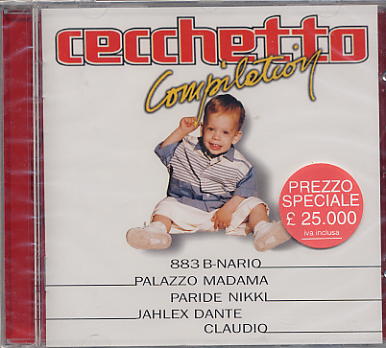 cecchetto
Compilation
PREZZO
SPECIALE
£ 25.000
iva inclusa
883 B-NARIO
PALAZZO MADAMA
PARIDE NIKKI
JAHLEX DANTE
CLAUDIO